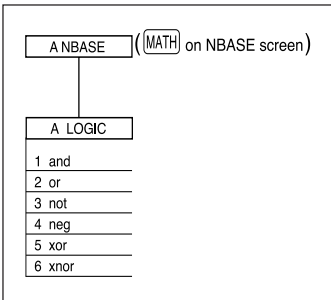 A NBASE (MATH on NBASE screen)
A LOGIC
1 and
2 or
3 not
4 neg
5 xor
6 xnor